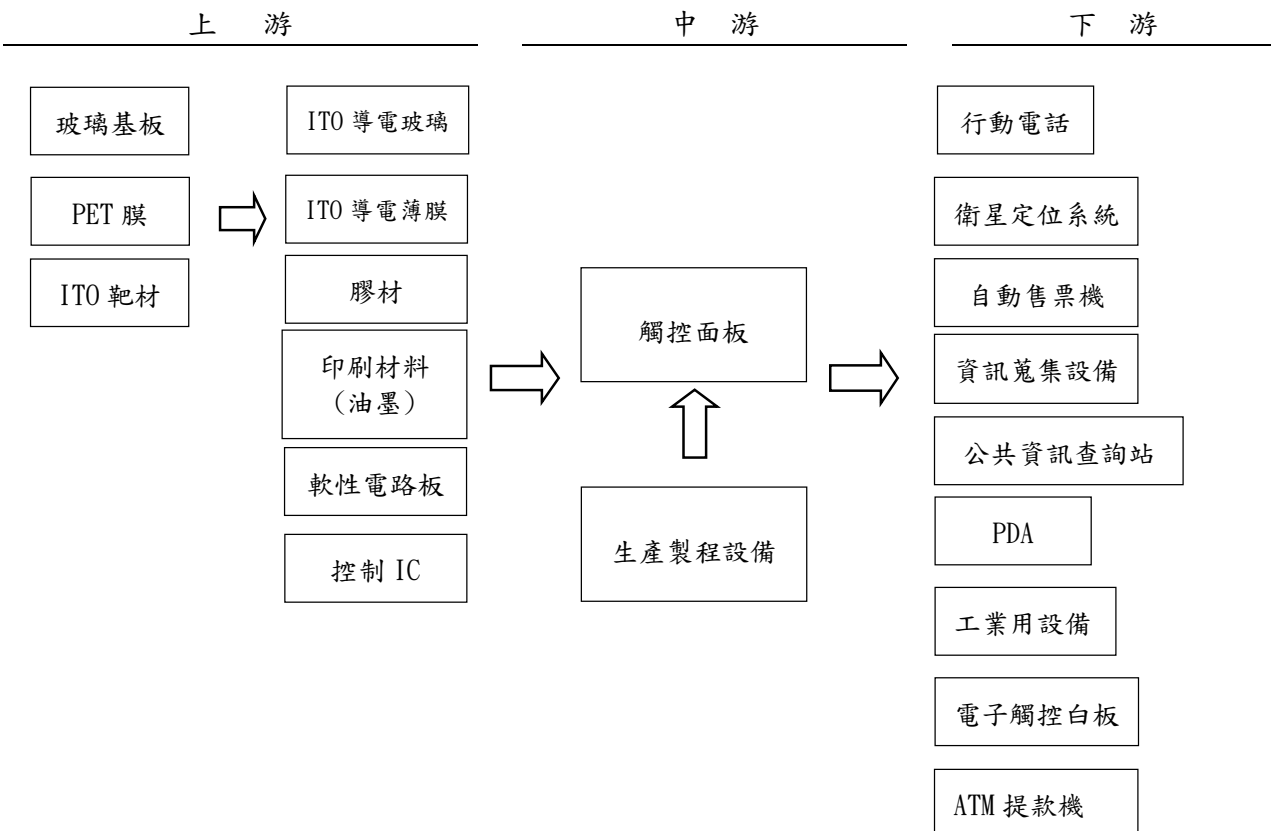 上 游
中 游
下 游
玻璃基板
PET 膜
ITO 靶材
ITO 導電玻璃
ITO 導電薄膜
膠材
印刷材料
（油墨）
軟性電路板
控制 IC
觸控面板
生產製程設備
行動電話
衛星定位系統
自動售票機
資訊蒐集設備
公共資訊查詢站
PDA
工業用設備
電子觸控白板
ATM 提款機